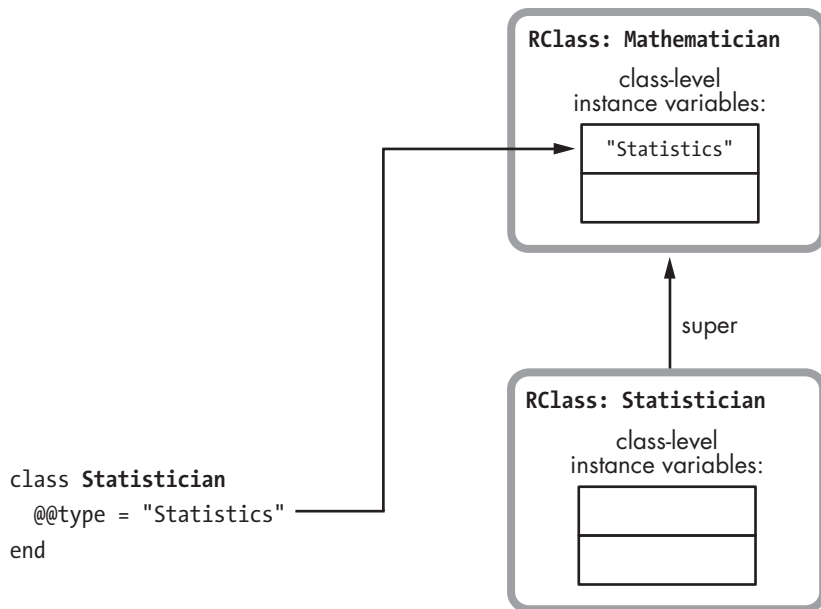 RClass: Mathematician
class-level
instance variables:
"Statistics"
super
RClass: Statistician
class-level
instance variables:
class Statistician
@@type = "Statistics"
end